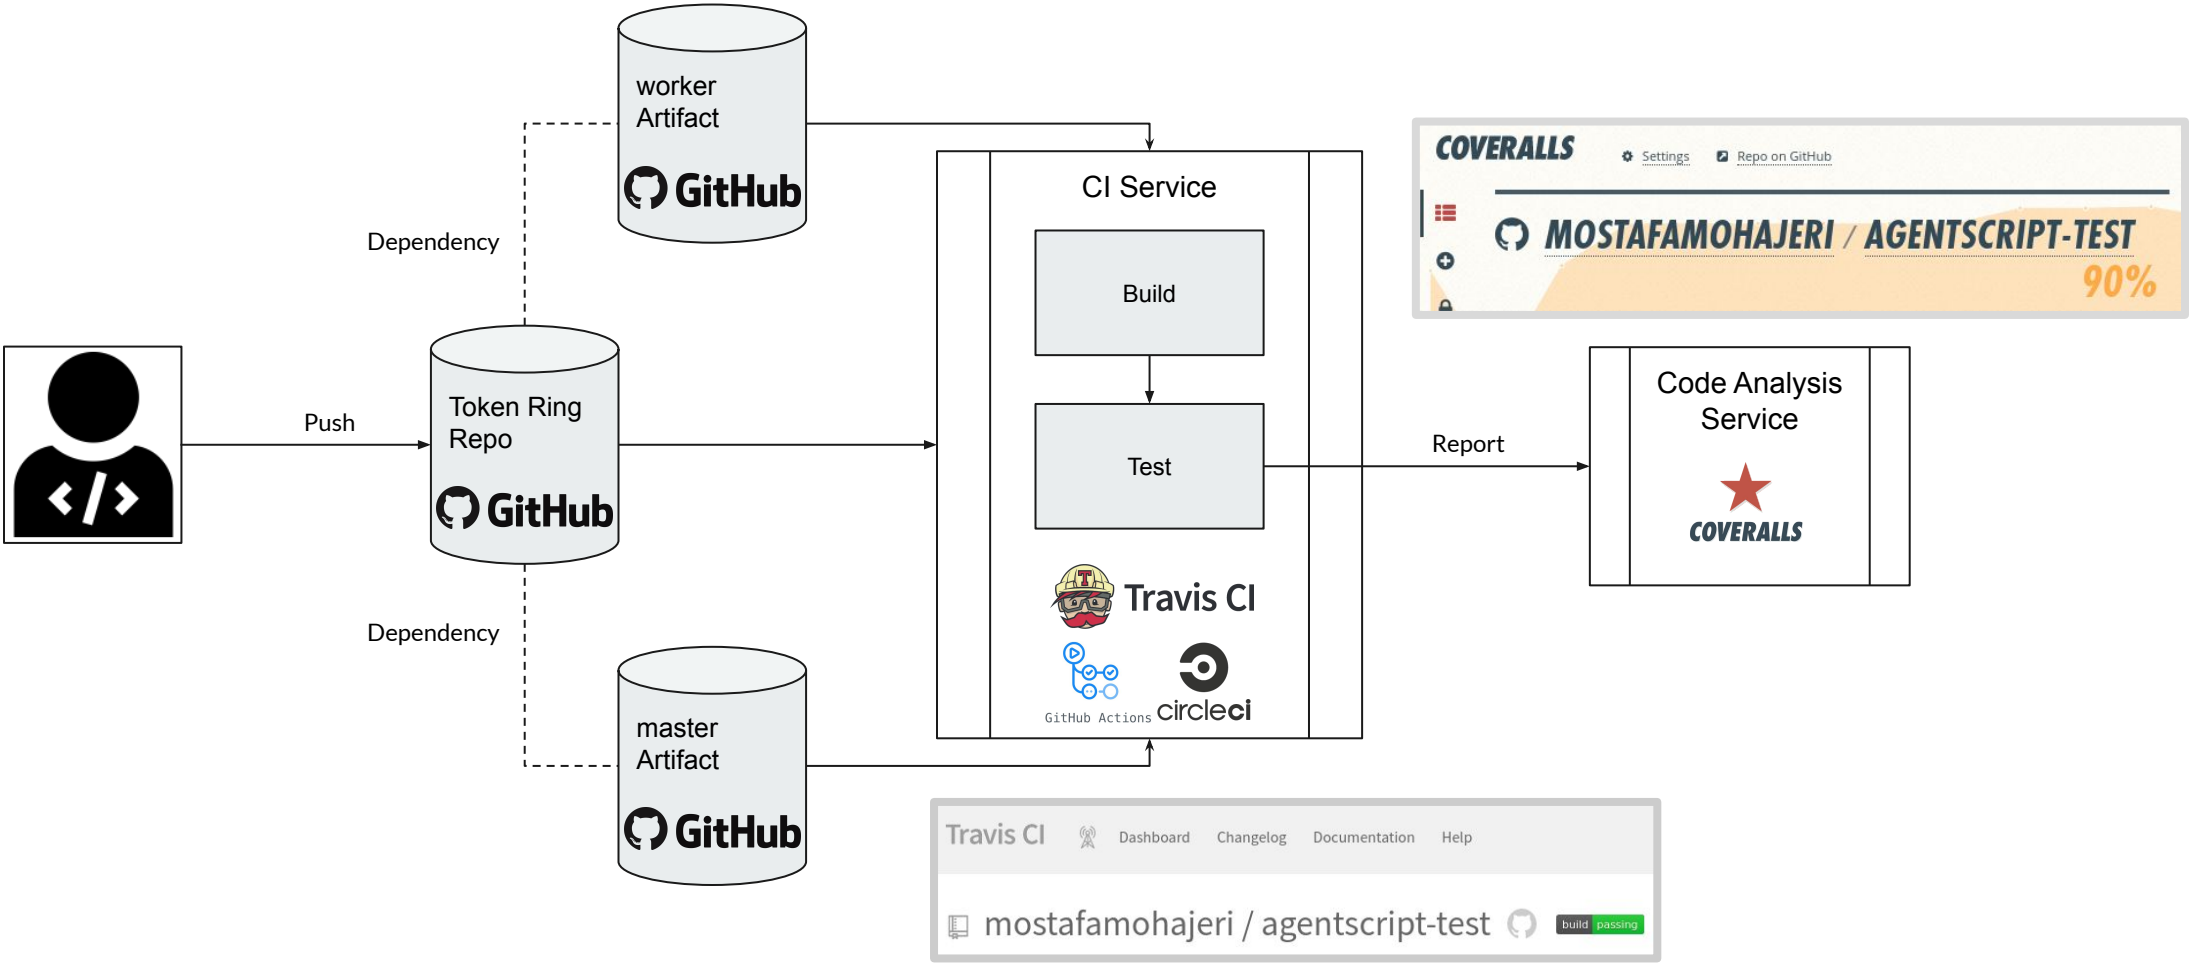 worker
Artifact
GitHub
Dependency
Push
Token Ring
Repo
GitHub
Dependency
master
Artifact
GitHub
CI Service
Build
Test
Travis CI
GitHub Actions
circleci
Report
COVERALLS
Settings
Repo on GitHub
MOSTAFAMOHAJERI / AGENTSCRIPT-TEST
90%
Code Analysis
Service
COVERALLS
Travis CI
Dashboard
Changelog
Documentation
Help
mostafamohajeri / agentscript-test
build passing